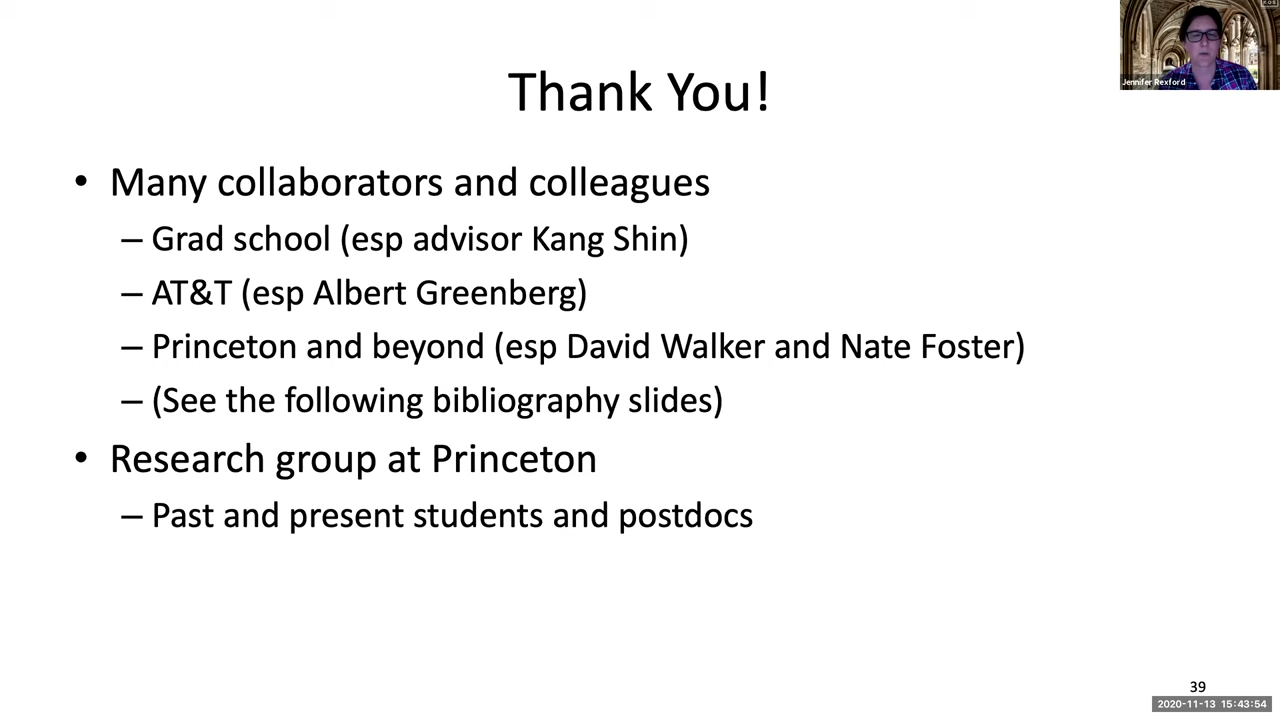 Jennifer Rexford
Thank You!
• Many collaborators and colleagues
– Grad school (esp advisor Kang Shin)
– AT&T (esp Albert Greenberg)
– Princeton and beyond (esp David Walker and Nate Foster)
– (See the following bibliography slides)
• Research group at Princeton
– Past and present students and postdocs
39
2020-11-13 15:43:54